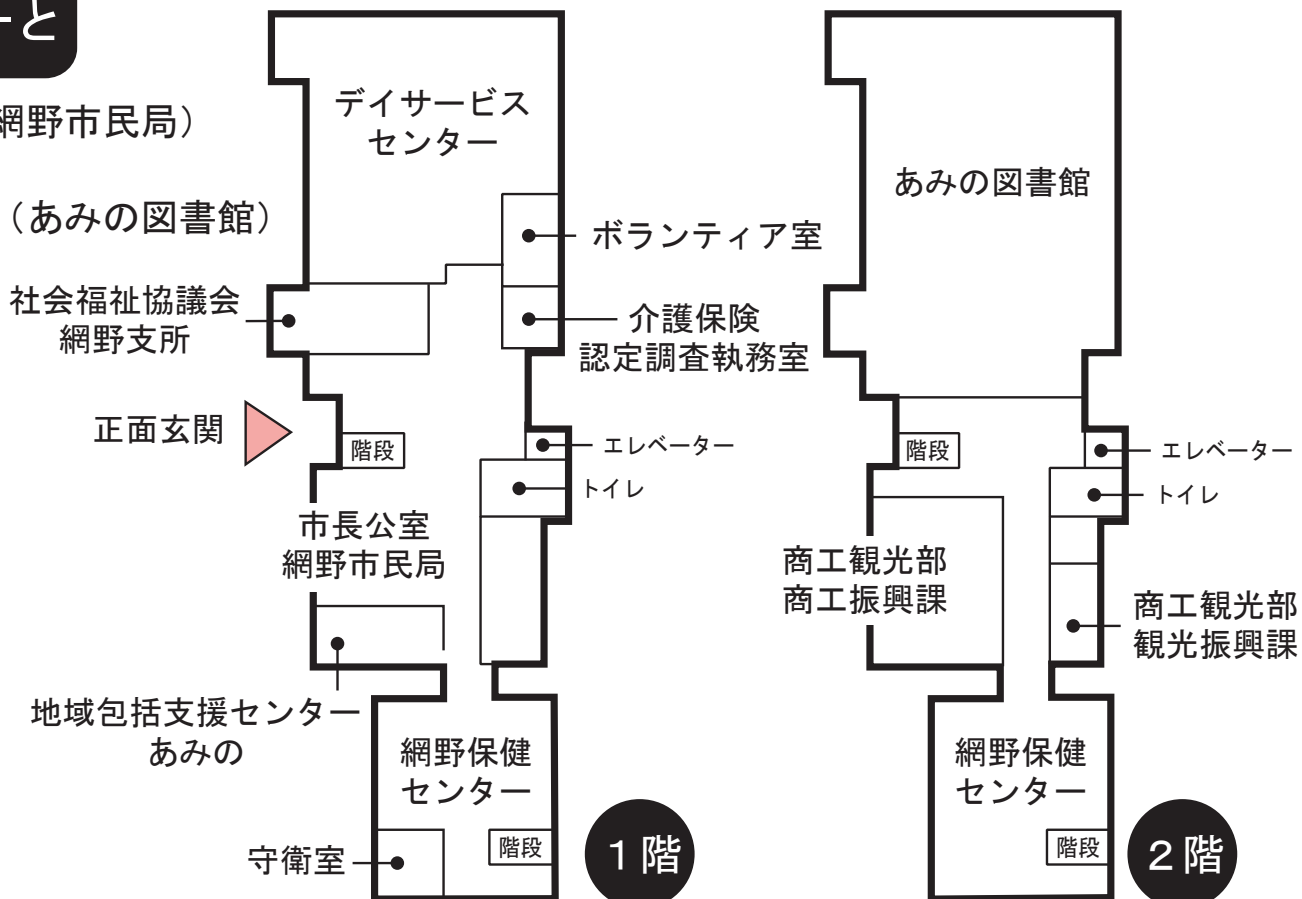 ーと
網野市民局）
（あみの図書館）
デイサービス
センター
ボランティア室
社会福祉協議会
網野支所
介護保険
認定調査執務室
正面玄関
階段
エレベーター
トイレ
市長公室
網野市民局
地域包括支援センター
あみの
網野保健
センター
守衛室
階段
１階
あみの図書館
階段
エレベーター
トイレ
商工観光部
商工振興課
商工観光部
観光振興課
網野保健
センター
階段
２階